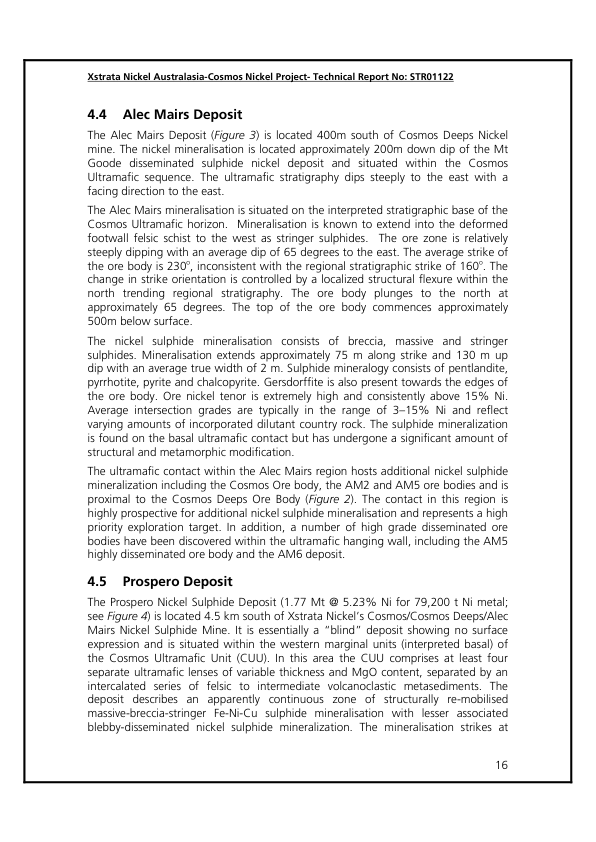 Xstrata Nickel Australasia-Cosmos Nickel Project- Technical Report No: STR01122
4.4 Alec Mairs Deposit
The Alec Mairs Deposit (Figure 3) is located 400m south of Cosmos Deeps Nickel
mine. The nickel mineralisation is located approximately 200m down dip of the Mt
Goode disseminated sulphide nickel deposit and situated within the Cosmos
Ultramafic sequence. The ultramafic stratigraphy dips steeply to the east with a
facing direction to the east.
The Alec Mairs mineralisation is situated on the interpreted stratigraphic base of the
Cosmos Ultramafic horizon. Mineralisation is known to extend into the deformed
footwall felsic schist to the west as stringer sulphides. The ore zone is relatively
steeply dipping with an average dip of 65 degrees to the east. The average strike of
the ore body is 230°, inconsistent with the regional stratigraphic strike of 160°. The
change in strike orientation is controlled by a localized structural flexure within the
north trending regional stratigraphy. The ore body plunges to the north at
approximately 65 degrees. The top of the ore body commences approximately
500m below surface.
The nickel sulphide mineralisation consists of breccia, massive and stringer
sulphides. Mineralisation extends approximately 75 m along strike and 130 m up
dip with an average true width of 2 m. Sulphide mineralogy consists of pentlandite,
pyrrhotite, pyrite and chalcopyrite. Gersdorffite is also present towards the edges of
the ore body. Ore nickel tenor is extremely high and consistently above 15% Ni.
Average intersection grades are typically in the range of 3–15% Ni and reflect
varying amounts of incorporated dilutant country rock. The sulphide mineralization
is found on the basal ultramafic contact but has undergone a significant amount of
structural and metamorphic modification.
The ultramafic contact within the Alec Mairs region hosts additional nickel sulphide
mineralization including the Cosmos Ore body, the AM2 and AM5 ore bodies and is
proximal to the Cosmos Deeps Ore Body (Figure 2). The contact in this region is
highly prospective for additional nickel sulphide mineralisation and represents a high
priority exploration target. In addition, a number of high grade disseminated ore
bodies have been discovered within the ultramafic hanging wall, including the AM5
highly disseminated ore body and the AM6 deposit.
4.5 Prospero Deposit
The Prospero Nickel Sulphide Deposit (1.77 Mt @ 5.23% Ni for 79,200 t Ni metal;
see Figure 4) is located 4.5 km south of Xstrata Nickel’s Cosmos/Cosmos Deeps/Alec
Mairs Nickel Sulphide Mine. It is essentially a “blind” deposit showing no surface
expression and is situated within the western marginal units (interpreted basal) of
the Cosmos Ultramafic Unit (CUU). In this area the CUU comprises at least four
separate ultramafic lenses of variable thickness and MgO content, separated by an
intercalated series of felsic to intermediate volcanoclastic metasediments. The
deposit describes an apparently continuous zone of structurally re-mobilised
massive-breccia-stringer Fe-Ni-Cu sulphide mineralisation with lesser associated
blebby-disseminated nickel sulphide mineralization. The mineralisation strikes at
16